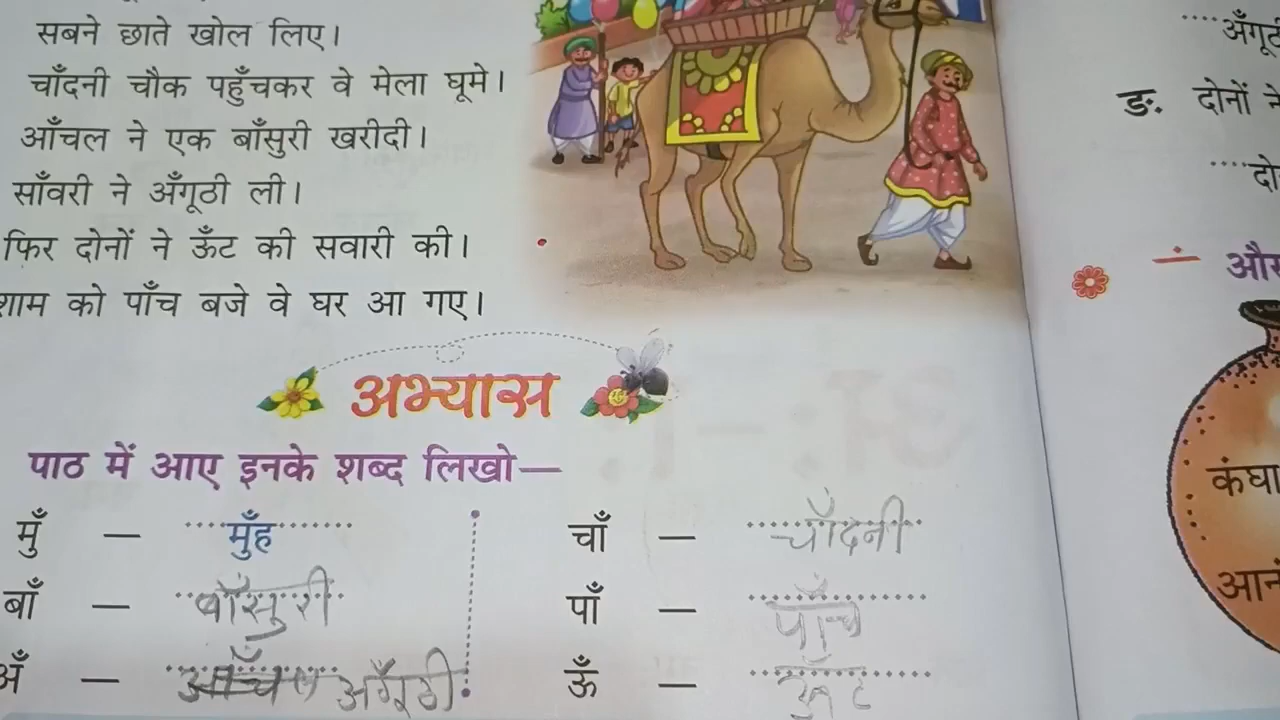 सबने छाते खोल लिए।
चाँदनी चौक पहुँचकर वे मेला घूमे।
आँचल ने एक बाँसुरी खरीदी।
साँवरी ने अँगूठी ली।
फिर दोनों ने ऊँट की सवारी की।
शाम को पाँच बजे वे घर आ गए।
अभ्यास
पाठ में आए इनके शब्द लिखो—
मुँ — मुँह चाँ — चाँदनी
बाँ — बाँसुरी पाँ — पाँच
अँ — अँगूठी ऊँ — ऊँट
ङ. दोनों ने
कंघा